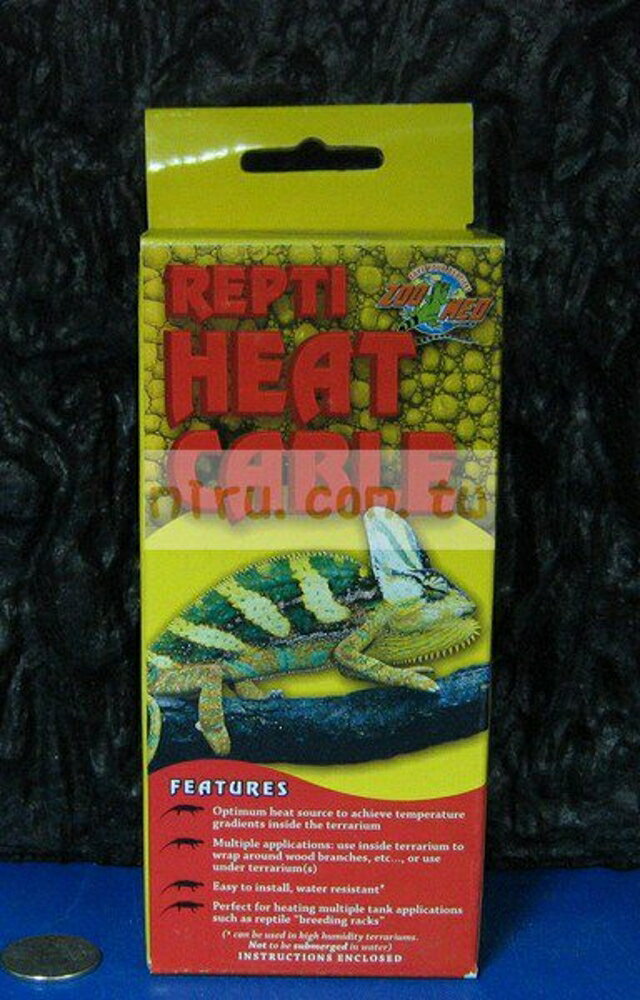 REPTI
ZOO MED
HEAT
CABLE
miru.com.tw
FEATURES
Optimum heat source to achieve temperature
gradients inside the terrarium
Multiple applications: use inside terrarium to
wrap around wood branches, etc..., or use
under terrarium(s)
Easy to install, water resistant*
Perfect for heating multiple tank applications
such as reptile "breeding racks"
(* can be used in high humidity terrariums.
Not to be submerged in water)
INSTRUCTIONS ENCLOSED